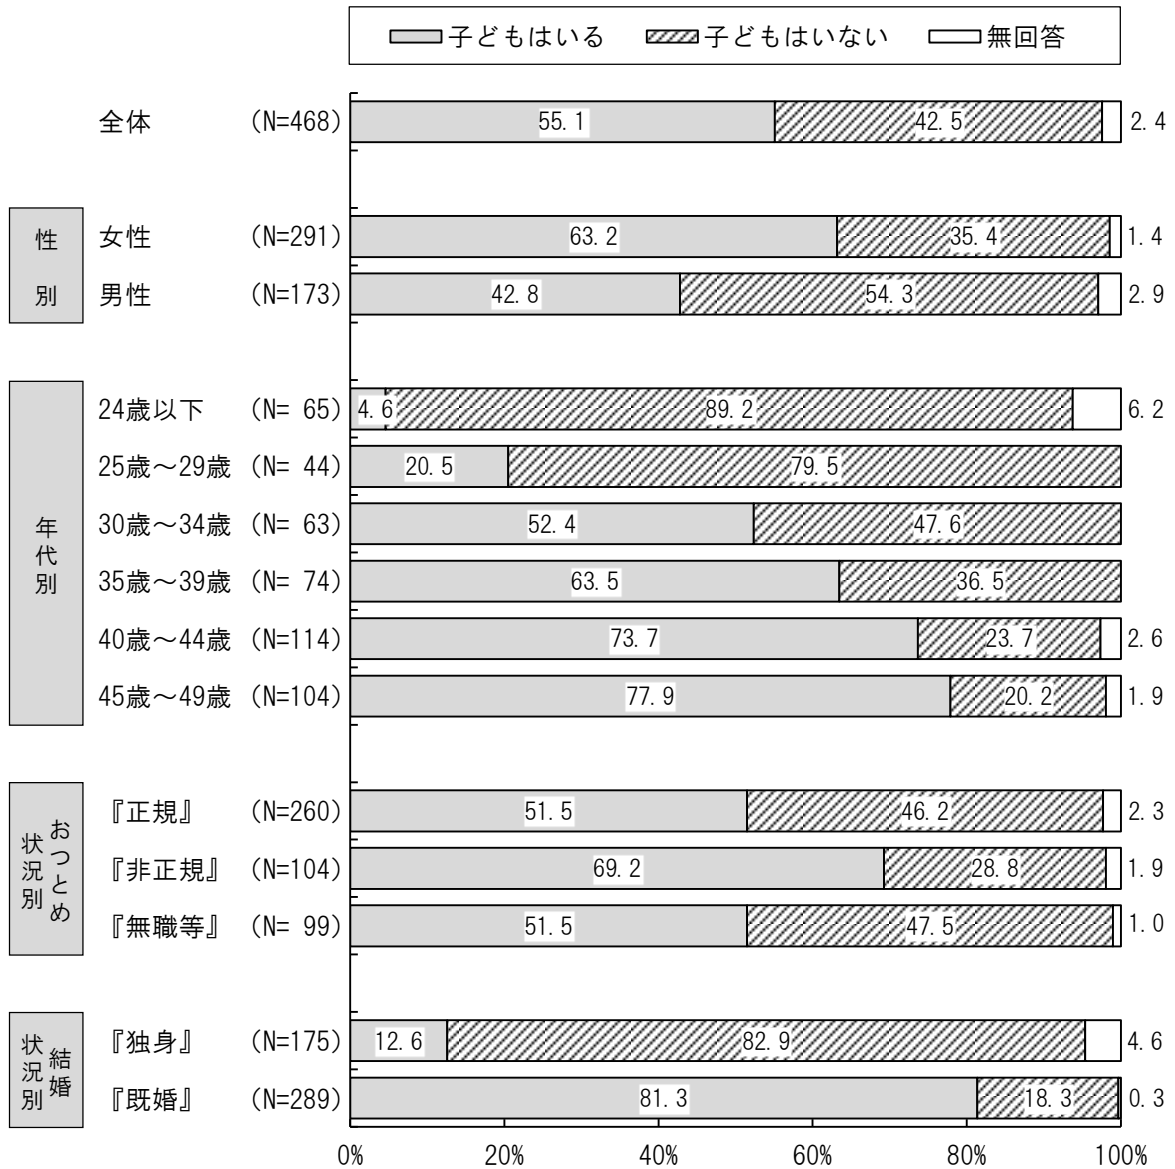 子どもはいる 子どもはいない 無回答
全体 (N=468) 55.1 42.5 2.4
性別
女性 (N=291) 63.2 35.4 1.4
男性 (N=173) 42.8 54.3 2.9
年代別
24歳以下 (N= 65) 4.6 89.2 6.2
25歳～29歳 (N= 44) 20.5 79.5
30歳～34歳 (N= 63) 52.4 47.6
35歳～39歳 (N= 74) 63.5 36.5
40歳～44歳 (N=114) 73.7 23.7 2.6
45歳～49歳 (N=104) 77.9 20.2 1.9
おつとめ
状況別
『正規』 (N=260) 51.5 46.2 2.3
『非正規』 (N=104) 69.2 28.8 1.9
『無職等』 (N= 99) 51.5 47.5 1.0
結婚
状況別
『独身』 (N=175) 12.6 82.9 4.6
『既婚』 (N=289) 81.3 18.3 0.3
0% 20% 40% 60% 80% 100%